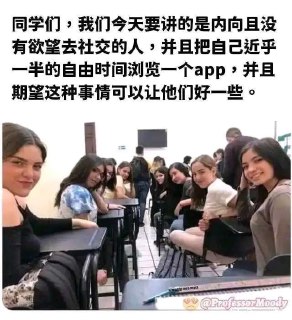 同学们，我们今天要讲的是内向且没
有欲望去社交的人，并且把自己近乎
一半的自由时间浏览一个app，并且
期望这种事情可以让他们好一些。
@ProfessorMoody